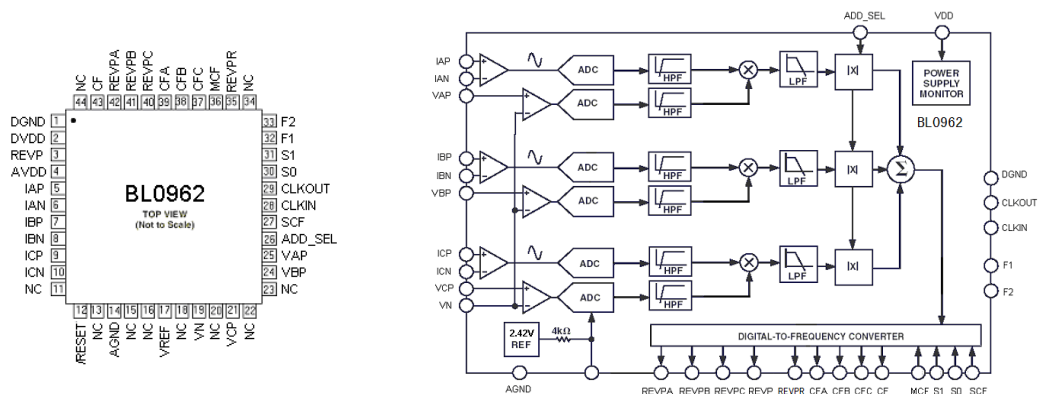 NC
CF
REVPA
REVPB
REVPC
CFA
CFB
CFC
MCF
REVPR
NC
44 43 42 41 40 39 38 37 36 35 34
DGND 1
DVDD 2
REVP 3
AVDD 4
IAP 5
IAN 6
IBP 7
IBN 8
ICP 9
ICN 10
NC 11
BL0962
TOP VIEW
(Not to Scale)
33 F2
32 F1
31 S1
30 S0
29 CLKOUT
28 CLKIN
27 SCF
26 ADD_SEL
25 VAP
24 VBP
23 NC
12 13 14 15 16 17 18 19 20 21 22
/RESET
NC
AGND
NC
NC
VREF
NC
VN
NC
VCP
NC
ADD_SEL VDD
IAP
IAN
VAP
+
-
+
-
ADC
ADC
HPF
HPF
LPF
|X|
POWER
SUPPLY
MONITOR
BL0962
IBP
IBN
VBP
+
-
+
-
ADC
ADC
HPF
HPF
LPF
|X|
Σ
ICP
ICN
VCP
VN
+
-
+
-
ADC
ADC
HPF
HPF
LPF
|X|
DGND
CLKOUT
CLKIN
F1
F2
2.42V
REF
4kΩ
DIGITAL-TO-FREQUENCY CONVERTER
AGND
REVPA REVPB REVPC REVP REVPR CFA CFB CFC CF MCF S1 S0 SCF